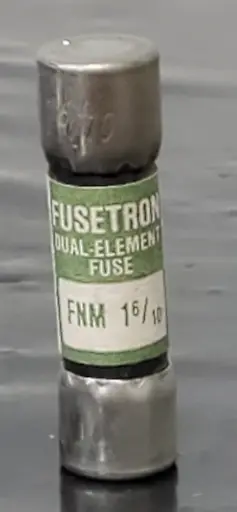 FUSETRON
DUAL-ELEMENT
FUSE
FNM 1⁶/₁₀